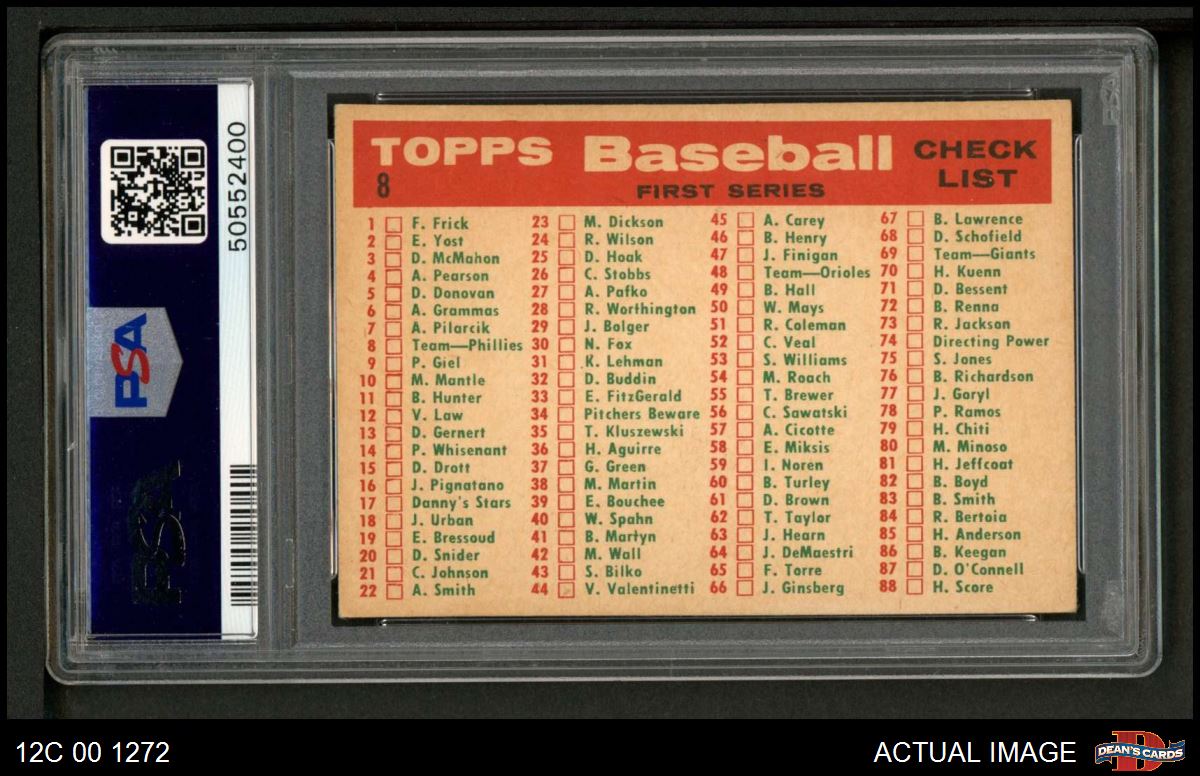 50552400
PSA
PSA
TOPPS Baseball CHECK LIST
8 FIRST SERIES
1 F. Frick
2 E. Yost
3 D. McMahon
4 A. Pearson
5 D. Donovan
6 A. Grammas
7 A. Pilarcik
8 Team—Phillies
9 P. Giel
10 M. Mantle
11 B. Hunter
12 V. Law
13 D. Gernert
14 P. Whisenant
15 D. Drott
16 J. Pignatano
17 Danny's Stars
18 J. Urban
19 E. Bressoud
20 D. Snider
21 C. Johnson
22 A. Smith
23 M. Dickson
24 R. Wilson
25 D. Hoak
26 C. Stobbs
27 A. Pafko
28 R. Worthington
29 J. Bolger
30 N. Fox
31 K. Lehman
32 D. Buddin
33 E. FitzGerald
34 Pitchers Beware
35 T. Kluszewski
36 H. Aguirre
37 G. Green
38 M. Martin
39 E. Bouchee
40 W. Spahn
41 B. Martyn
42 M. Wall
43 S. Bilko
44 V. Valentinetti
45 A. Carey
46 B. Henry
47 J. Finigan
48 Team—Orioles
49 B. Hall
50 W. Mays
51 R. Coleman
52 C. Veal
53 S. Williams
54 M. Roach
55 T. Brewer
56 C. Sawatski
57 A. Cicotte
58 E. Miksis
59 I. Noren
60 B. Turley
61 D. Brown
62 T. Taylor
63 J. Hearn
64 J. DeMaestri
65 F. Torre
66 J. Ginsberg
67 B. Lawrence
68 D. Schofield
69 Team—Giants
70 H. Kuenn
71 D. Bessent
72 B. Renna
73 R. Jackson
74 Directing Power
75 S. Jones
76 B. Richardson
77 J. Goryl
78 P. Ramos
79 H. Chiti
80 M. Minoso
81 H. Jeffcoat
82 B. Boyd
83 B. Smith
84 R. Bertoia
85 H. Anderson
86 B. Keegan
87 D. O'Connell
88 H. Score
12C 00 1272
ACTUAL IMAGE
DEAN'S CARDS